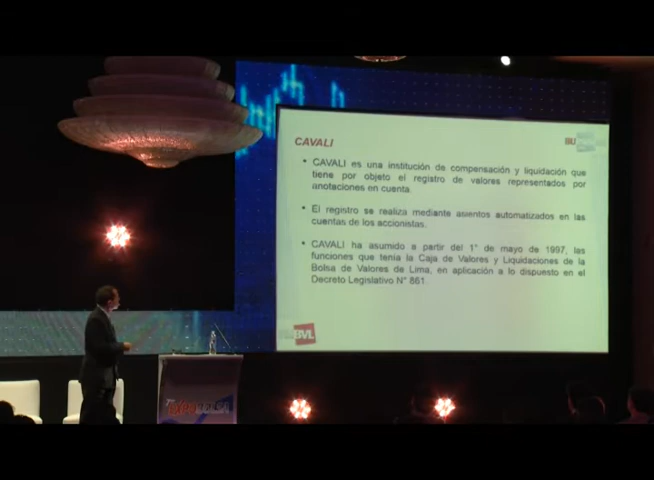 CAVALI
• CAVALI es una institución de compensación y liquidación que
tiene por objeto el registro de valores representados por
anotaciones en cuenta.
• El registro se realiza mediante asientos automatizados en las
cuentas de los accionistas.
• CAVALI ha asumido a partir del 1° de mayo de 1997, las
funciones que tenía la Caja de Valores y Liquidaciones de la
Bolsa de Valores de Lima, en aplicación a lo dispuesto en el
Decreto Legislativo N° 861.
BVL